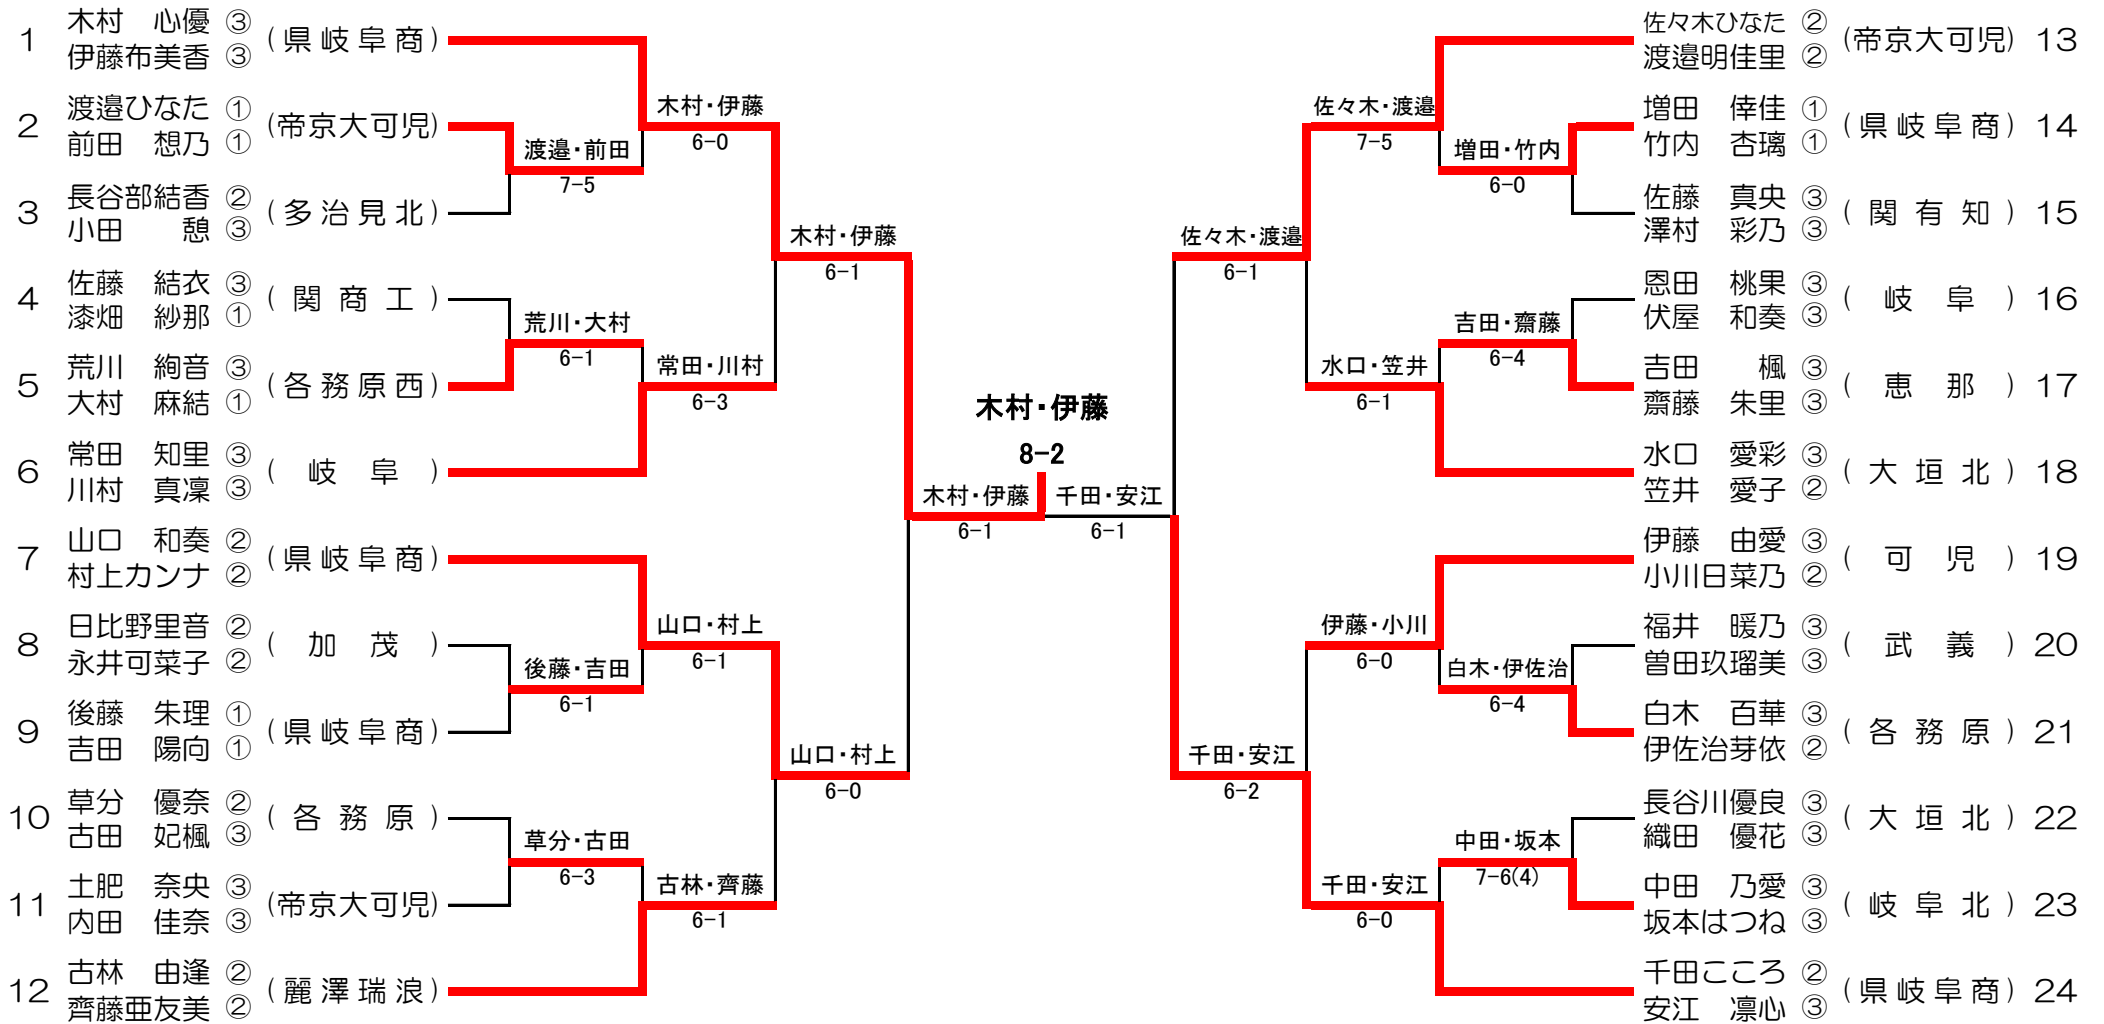 1 木村 心優 ③ (県岐阜商)
伊藤布美香 ③
2 渡邉ひなた ① (帝京大可児)
前田 想乃 ①
3 長谷部結香 ② (多治見北)
小田 憩 ③
4 佐藤 結衣 ③ (関商工)
漆畑 紗那 ①
5 荒川 絢音 ③ (各務原西)
大村 麻結 ①
6 常田 知里 ③ (岐阜)
川村 真凜 ③
7 山口 和奏 ② (県岐阜商)
村上カンナ ②
8 日比野里音 ② (加茂)
永井可菜子 ②
9 後藤 朱理 ① (県岐阜商)
吉田 陽向 ①
10 草分 優奈 ② (各務原)
古田 妃楓 ③
11 土肥 奈央 ③ (帝京大可児)
内田 佳奈 ③
12 古林 由逢 ② (麗澤瑞浪)
齊藤亜友美 ②
渡邉・前田
7-5
荒川・大村
6-1
後藤・吉田
6-1
草分・古田
6-3
木村・伊藤
6-0
常田・川村
6-3
山口・村上
6-1
古林・齊藤
6-1
木村・伊藤
6-1
山口・村上
6-0
木村・伊藤
6-1
木村・伊藤
8-2
千田・安江
6-1
佐々木・渡邉
6-1
千田・安江
6-2
佐々木・渡邉
7-5
水口・笠井
6-1
伊藤・小川
6-0
千田・安江
6-0
増田・竹内
6-0
吉田・齋藤
6-4
白木・伊佐治
6-4
中田・坂本
7-6(4)
佐々木ひなた ② (帝京大可児) 13
渡邉明佳里 ②
増田 倖佳 ① (県岐阜商) 14
竹内 杏璃 ①
佐藤 真央 ③ (関有知) 15
澤村 彩乃 ③
恩田 桃果 ③ (岐阜) 16
伏屋 和奏 ③
吉田 楓 ③ (恵那) 17
齋藤 朱里 ③
水口 愛彩 ③ (大垣北) 18
笠井 愛子 ②
伊藤 由愛 ③ (可児) 19
小川日菜乃 ②
福井 暖乃 ③ (武義) 20
曽田玖瑠美 ③
白木 百華 ③ (各務原) 21
伊佐治芽依 ②
長谷川優良 ③ (大垣北) 22
織田 優花 ③
中田 乃愛 ③ (岐阜北) 23
坂本はつね ③
千田こころ ② (県岐阜商) 24
安江 凛心 ③